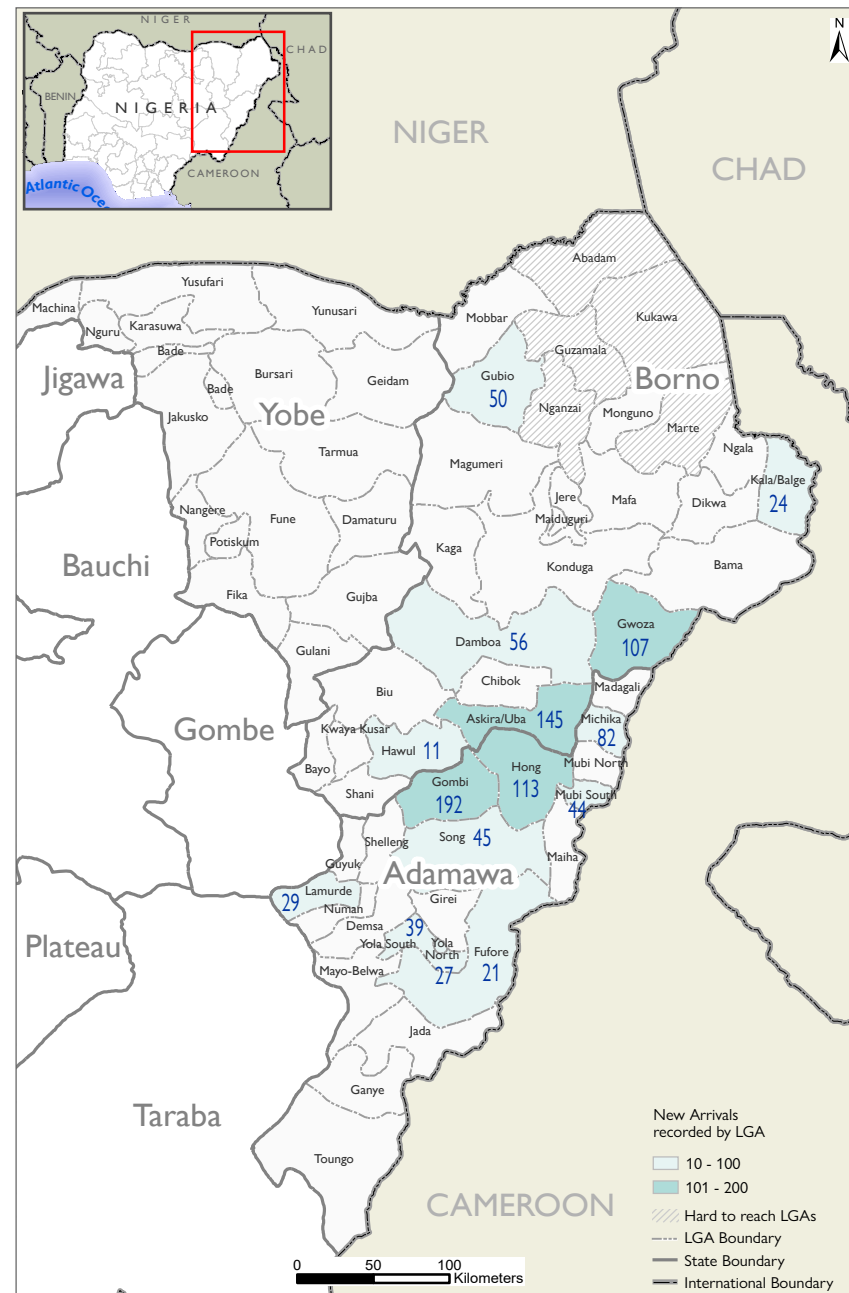 NIGER
CHAD
BENIN
NIGERIA
CAMEROON
Atlantic Oce
N
NIGER
CHAD
Abadam
Yusufari
Machina
Yunusari
Mobbar
Kukawa
Nguru
Karasuwa
Bade
Guzamala
Jigawa
Bursari
Geidam
Gubio
50
Borno
Bade
Nganzai
Monguno
Yobe
Jakusko
Marte
Tarmua
Ngala
Magumeri
Kala/Balge
24
Jere
Mafa
Dikwa
Nangere
Fune
Damaturu
Maiduguri
Potiskum
Kaga
Bauchi
Konduga
Bama
Fika
Gujba
Gwoza
107
Damboa
56
Gulani
Chibok
Madagali
Biu
Gombe
Askira/Uba
145
Michika
82
Kwaya Kusar
Hawul
11
Mubi North
Bayo
Hong
113
Gombi
192
Shani
Mubi South
44
Shelleng
Song
45
Maiha
Guyuk
Adamawa
Lamurde
29
Girei
Numan
Demsa
39
Plateau
Yola South
Yola
North
27
Fufore
21
Mayo-Belwa
Jada
Ganye
Taraba
Toungo
CAMEROON
New Arrivals
recorded by LGA
10 - 100
101 - 200
Hard to reach LGAs
LGA Boundary
State Boundary
International Boundary
0
50
100
Kilometers